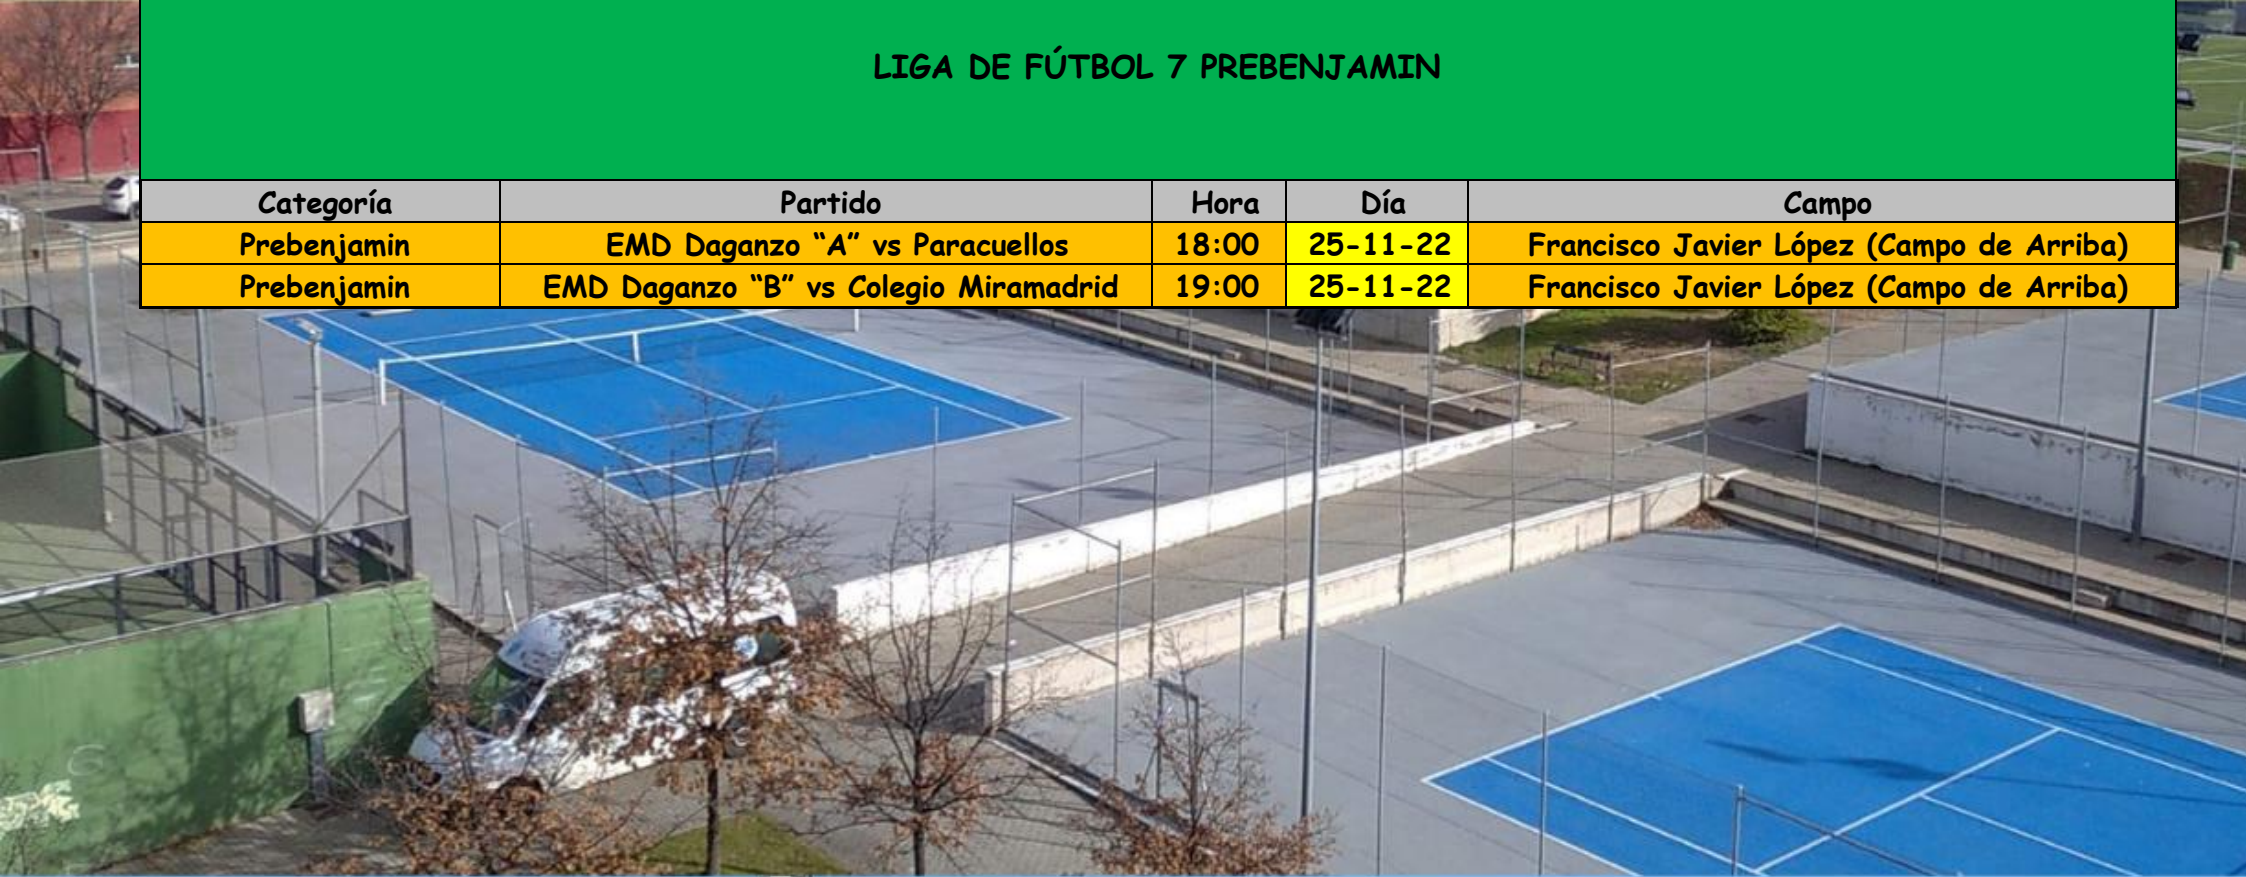 LIGA DE FÚTBOL 7 PREBENJAMIN
Categoría Partido Hora Día Campo
Prebenjamin EMD Daganzo “A” vs Paracuellos 18:00 25-11-22 Francisco Javier López (Campo de Arriba)
Prebenjamin EMD Daganzo “B” vs Colegio Miramadrid 19:00 25-11-22 Francisco Javier López (Campo de Arriba)